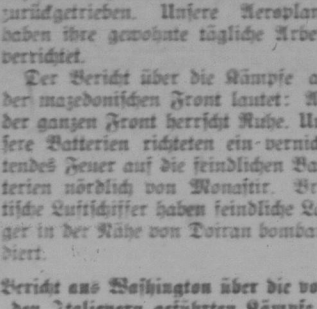 zurückgetrieben. Unsere Aeroplan
haben ihre gewohnte tägliche Arbe
verrichtet.
Der Bericht über die Kämpfe a
der mazedonischen Front lautet: A
der ganzen Front herrscht Ruhe. Un
sere Batterien richteten ein vernich
tendes Feuer auf die feindlichen Ba
terien nördlich von Monastir. Br
tische Luftschiffer haben feindliche La
ger in der Nähe von Doiran bomba
diert.
Bericht aus Washington über die vo
den Italienern geführten Kämpfe